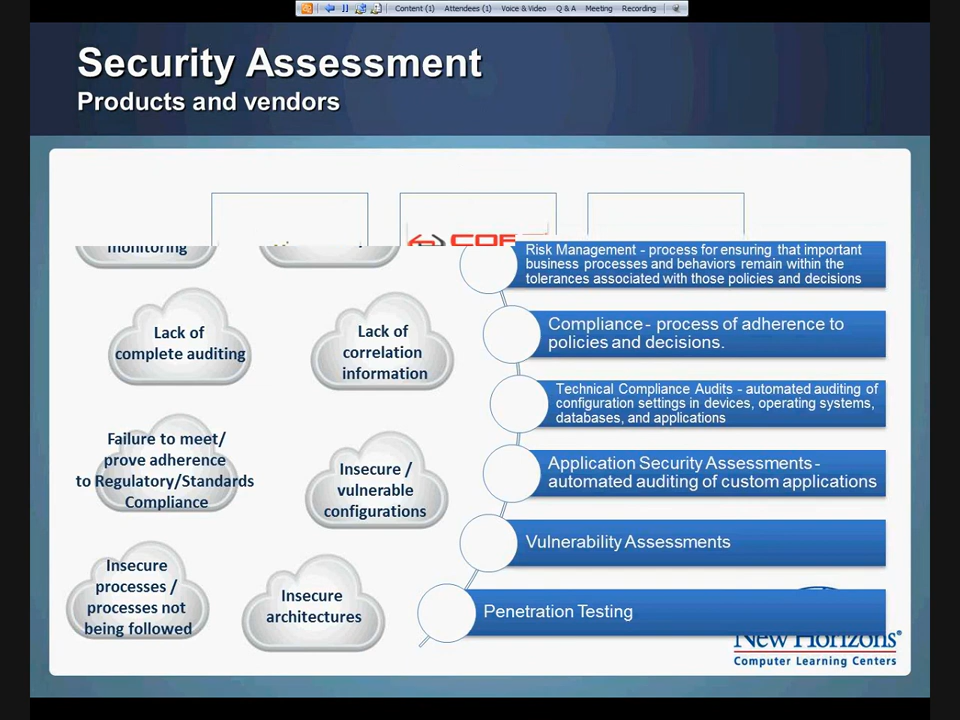 Content (1) Attendees (1) Voice & Video Q & A Meeting Recording
Security Assessment
Products and vendors
monitoring
Lack of
complete auditing
Lack of
correlation
information
Failure to meet/
prove adherence
to Regulatory/Standards
Compliance
Insecure /
vulnerable
configurations
Insecure
processes /
processes not
being followed
Insecure
architectures
Risk Management - process for ensuring that important
business processes and behaviors remain within the
tolerances associated with those policies and decisions
Compliance - process of adherence to
policies and decisions.
Technical Compliance Audits - automated auditing of
configuration settings in devices, operating systems,
databases, and applications
Application Security Assessments -
automated auditing of custom applications
Vulnerability Assessments
Penetration Testing
New Horizons®
Computer Learning Centers